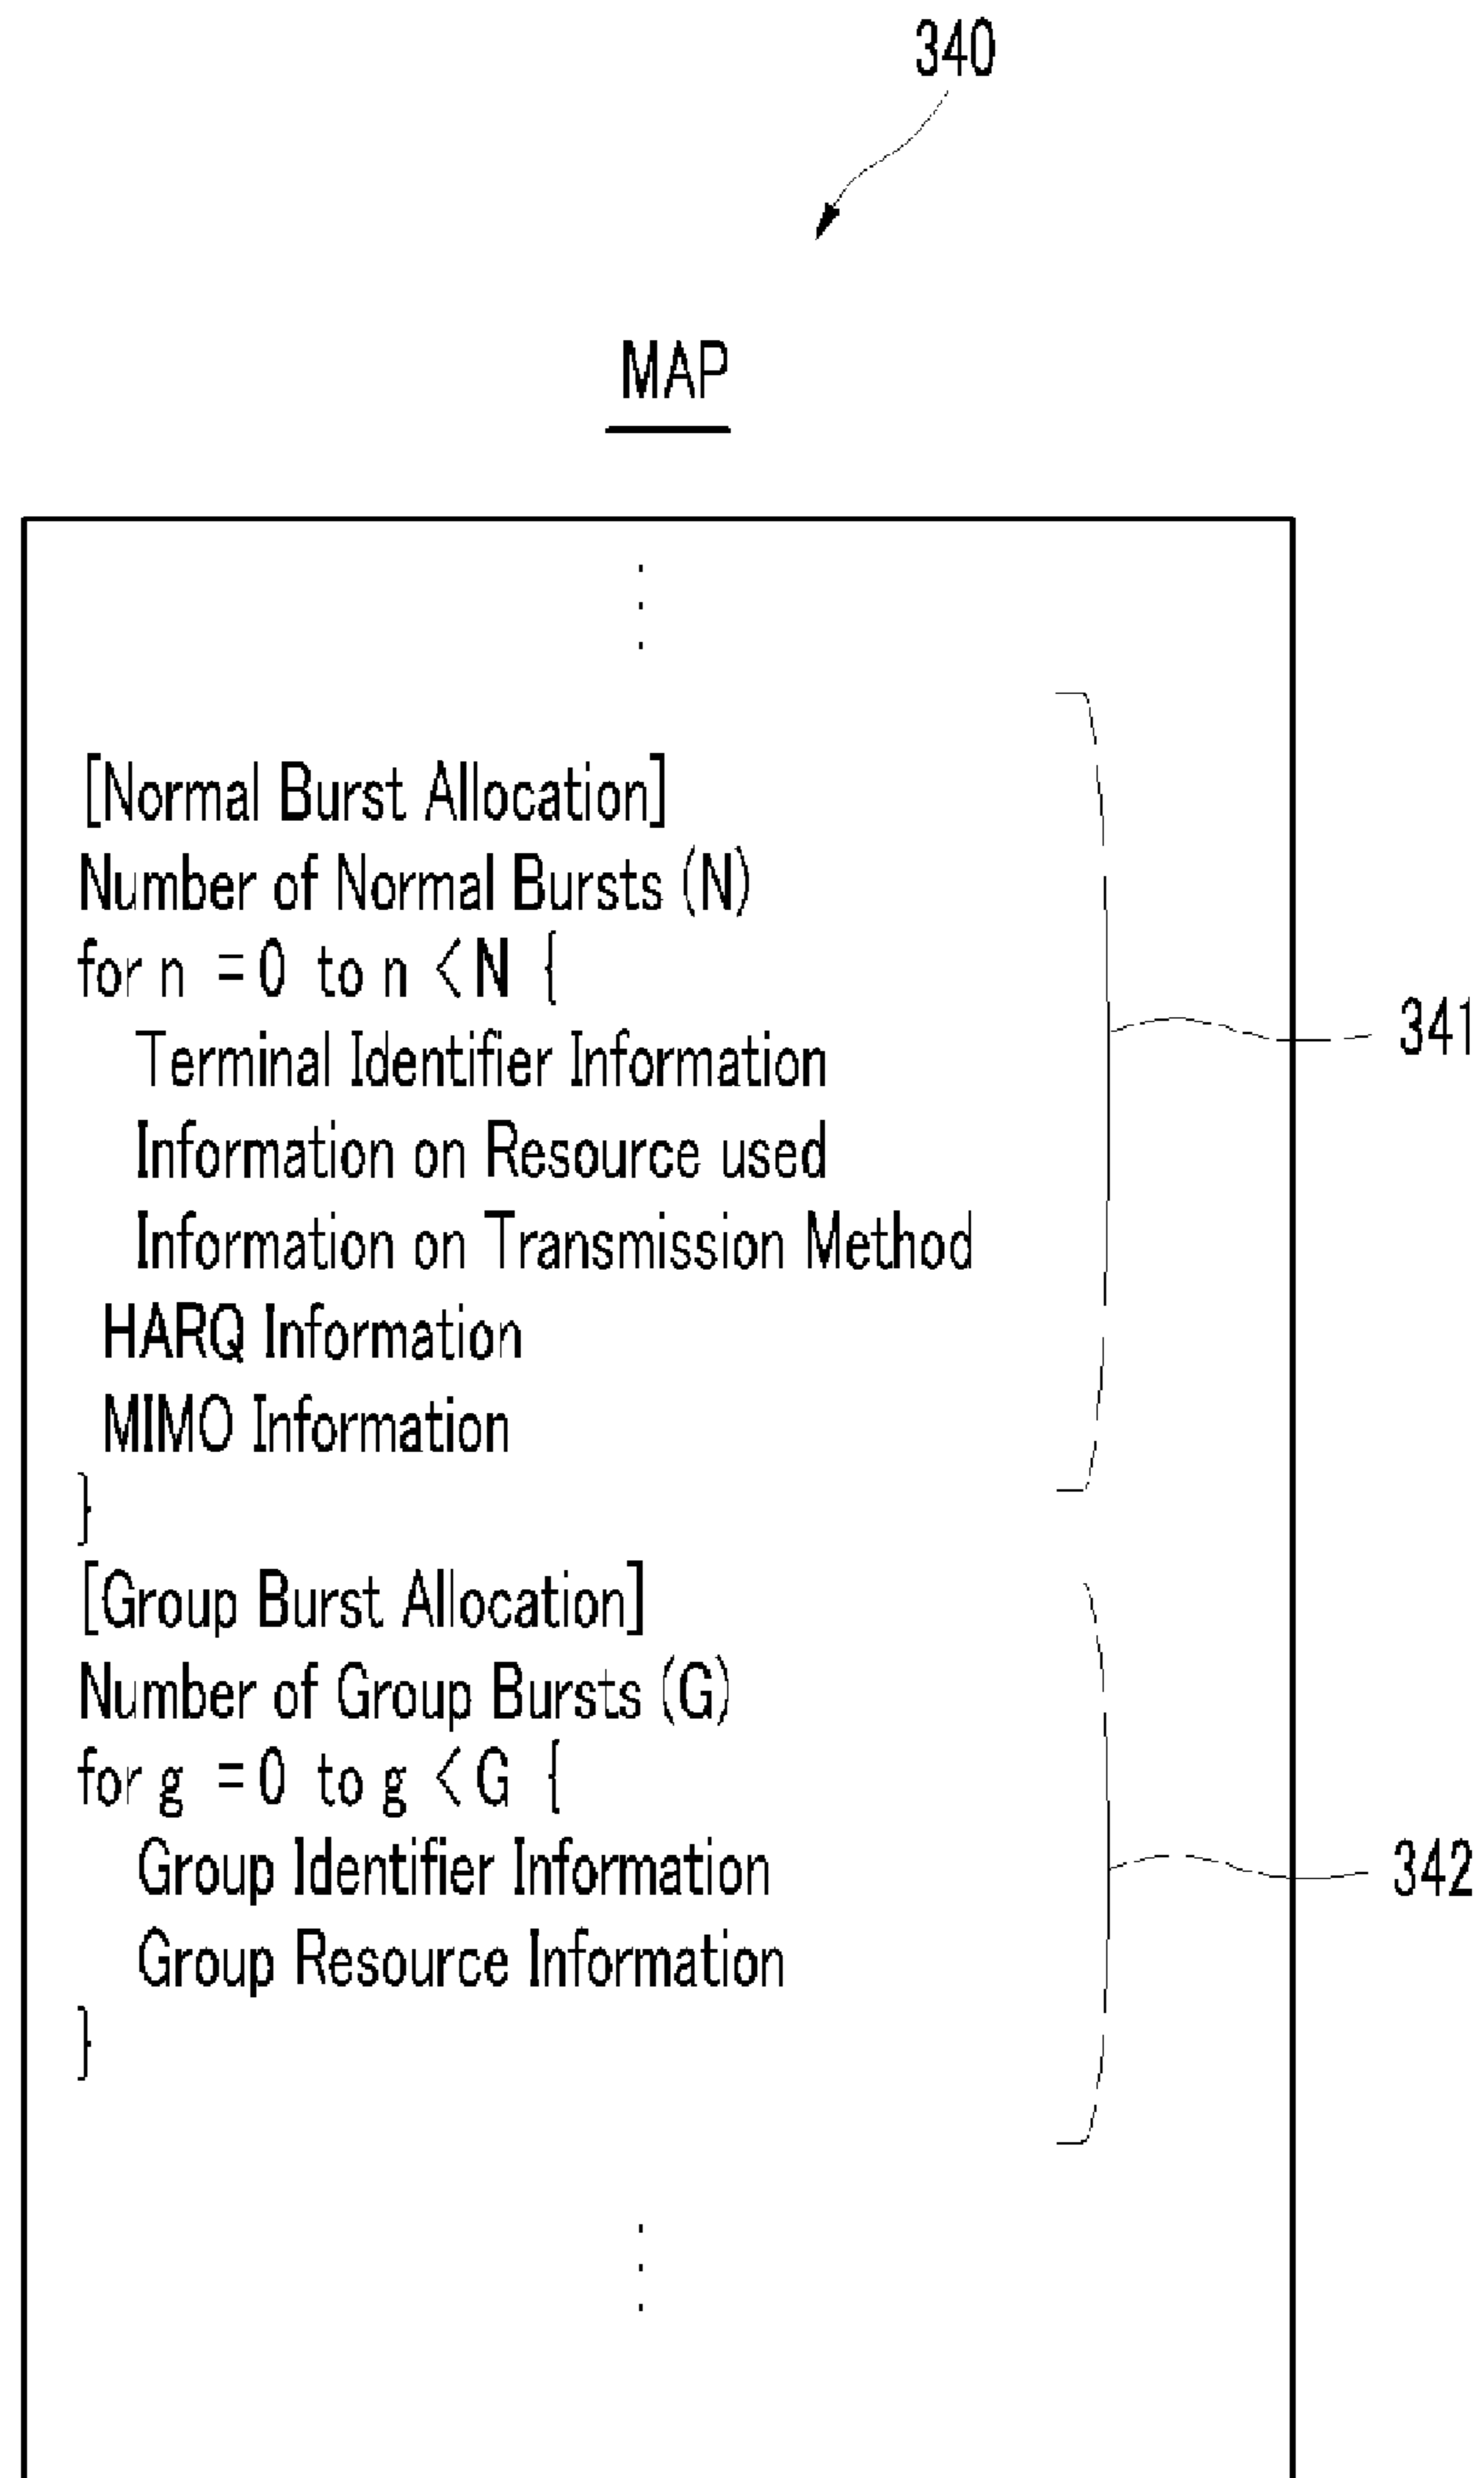 340
MAP
[Normal Burst Allocation]
Number of Normal Bursts (N)
for n =0 to n <N {
Terminal Identifier Information
341
Information on Resource used
Information on Transmission Method
HARQ Information
MIMO Information
}
[Group Burst Allocation]
Number of Group Bursts (G)
for g =0 to g <G {
Group Identifier Information
342
Group Resource Information
}